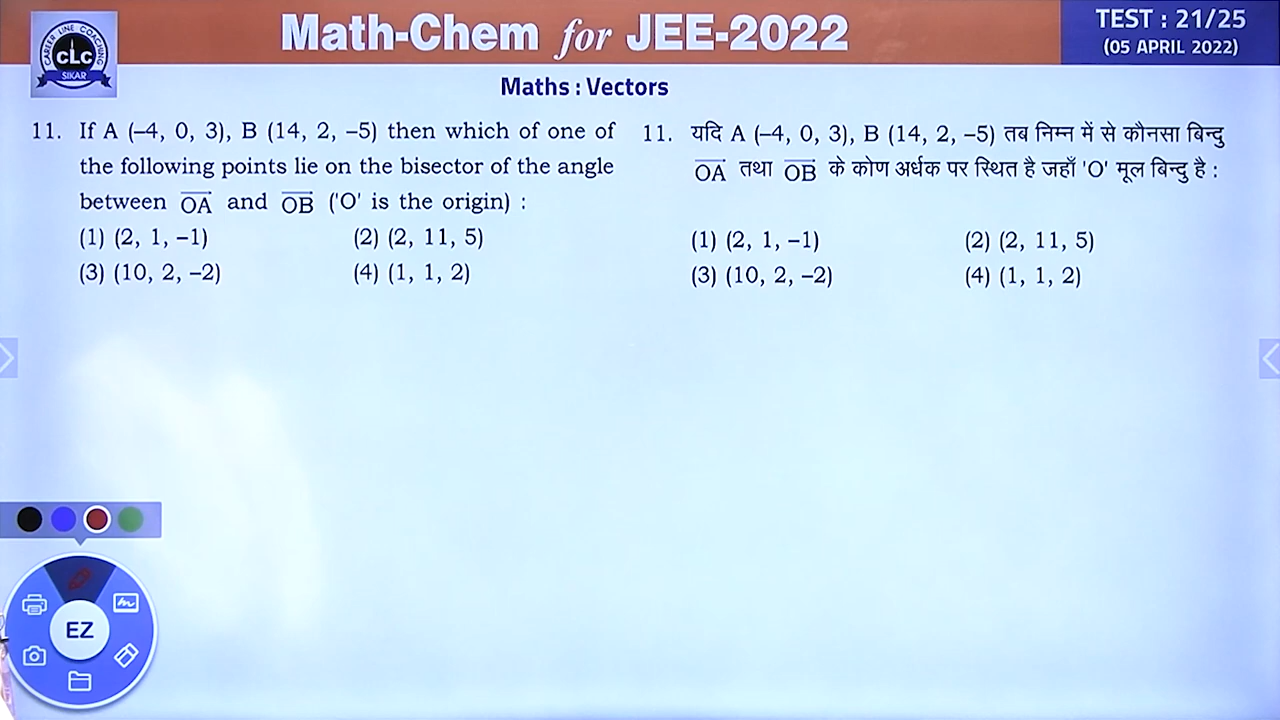 CAREER LINE COACHING
CLC
SIKAR
Math-Chem for JEE-2022
TEST : 21/25
(05 APRIL 2022)
Maths : Vectors
11. If A (–4, 0, 3), B (14, 2, –5) then which of one of
the following points lie on the bisector of the angle
between OA and OB ('O' is the origin) :
(1) (2, 1, –1) (2) (2, 11, 5)
(3) (10, 2, –2) (4) (1, 1, 2)
11. यदि A (–4, 0, 3), B (14, 2, –5) तब निम्न में से कौनसा बिन्दु
OA तथा OB के कोण अर्धक पर स्थित है जहाँ 'O' मूल बिन्दु है :
(1) (2, 1, –1) (2) (2, 11, 5)
(3) (10, 2, –2) (4) (1, 1, 2)
EZ